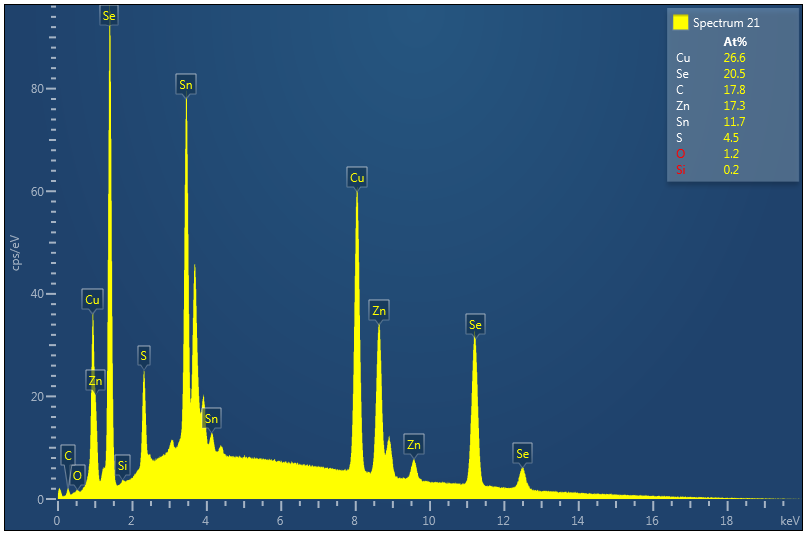 Spectrum 21
At%
Cu 26.6
Se 20.5
C 17.8
Zn 17.3
Sn 11.7
S 4.5
O 1.2
Si 0.2
Se
Sn
Cu
Cu
Zn
Se
S
Zn
Sn
Zn
C
Se
Si
O
cps/eV
80
60
40
20
0
0 2 4 6 8 10 12 14 16 18 keV